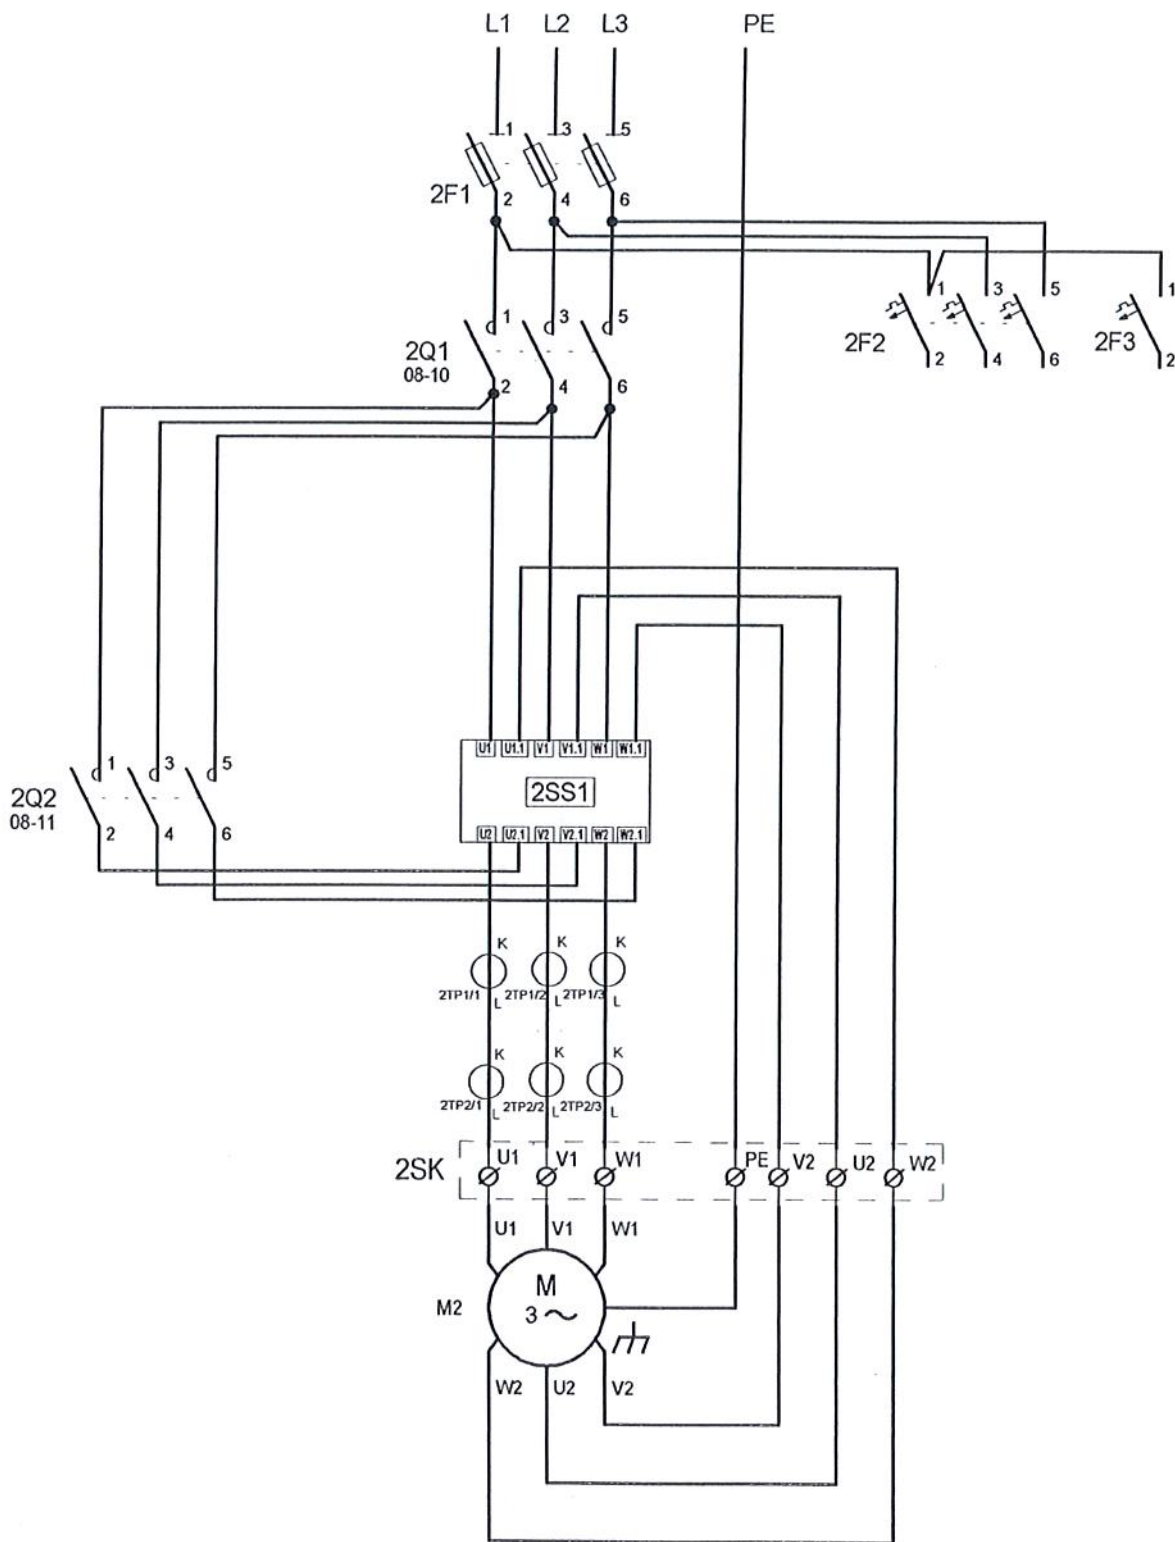 L1 L2 L3 PE
1 3 5
2F1 2 4 6
1 3 5 1
2F2 2 4 6 2F3 2
1 3 5
2Q1
08-10
2 4 6
U1 U1.1 V1 V1.1 W1 W1.1
2SS1
U2 U2.1 V2 V2.1 W2 W2.1
1 3 5
2Q2
08-11
2 4 6
K K K
2TP1/1 L 2TP1/2 L 2TP1/3 L
K K K
2TP2/1 L 2TP2/2 L 2TP2/3 L
2SK U1 V1 W1 PE V2 U2 W2
U1 V1 W1
M2 M
3~
W2 U2 V2